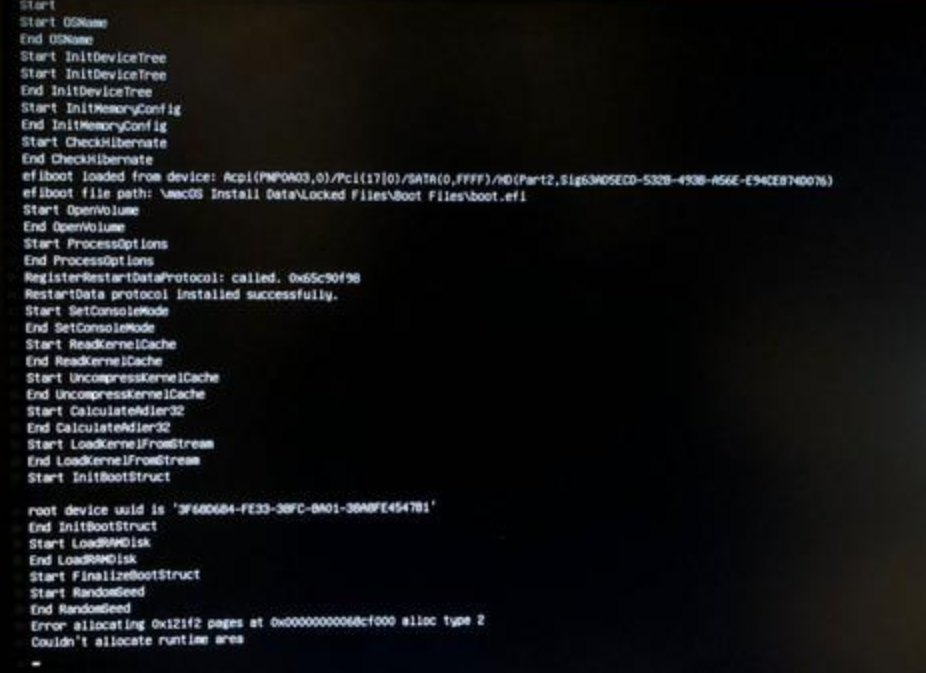 Start
Start OSName
End OSName
Start InitDeviceTree
Start InitDeviceTree
End InitDeviceTree
Start InitMemoryConfig
End InitMemoryConfig
Start CheckHibernate
End CheckHibernate
efiboot loaded from device: Acpi(PNP0A03,0)/Pci(17|0)/SATA(0,FFFF)/HD(Part2,Sig63AD5ECD-532B-493B-A56E-E94CE874D076)
efiboot file path: \macOS Install Data\Locked Files\Boot Files\boot.efi
Start OpenVolume
End OpenVolume
Start ProcessOptions
End ProcessOptions
RegisterRestartDataProtocol: called. 0x65c90f98
RestartData protocol installed successfully.
Start SetConsoleMode
End SetConsoleMode
Start ReadKernelCache
End ReadKernelCache
Start UncompressKernelCache
End UncompressKernelCache
Start CalculateAdler32
End CalculateAdler32
Start LoadKernelFromStream
End LoadKernelFromStream
Start InitBootStruct
root device uuid is '3F68D6B4-FE33-38FC-8A01-38A8FE4547B1'
End InitBootStruct
Start LoadRAMDisk
End LoadRAMDisk
Start FinalizeBootStruct
Start RandomSeed
End RandomSeed
Error allocating 0x121f2 pages at 0x00000000068cf000 alloc type 2
Couldn't allocate runtime area